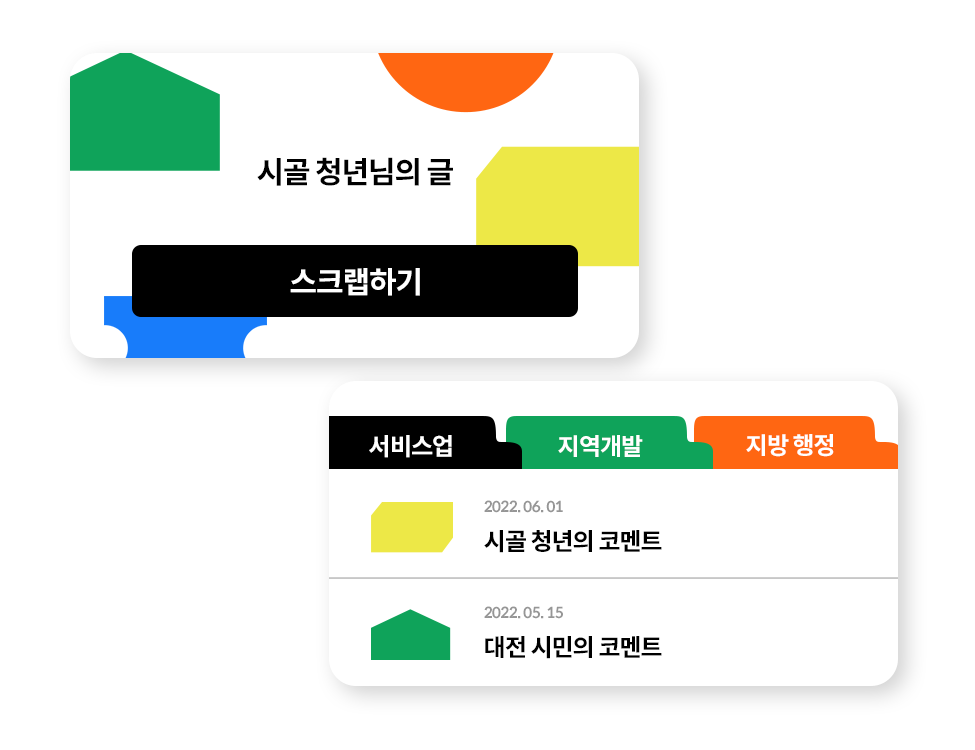 시골 청년님의 글
스크랩하기
서비스업 지역개발 지방 행정
2022. 06. 01
시골 청년의 코멘트
2022. 05. 15
대전 시민의 코멘트